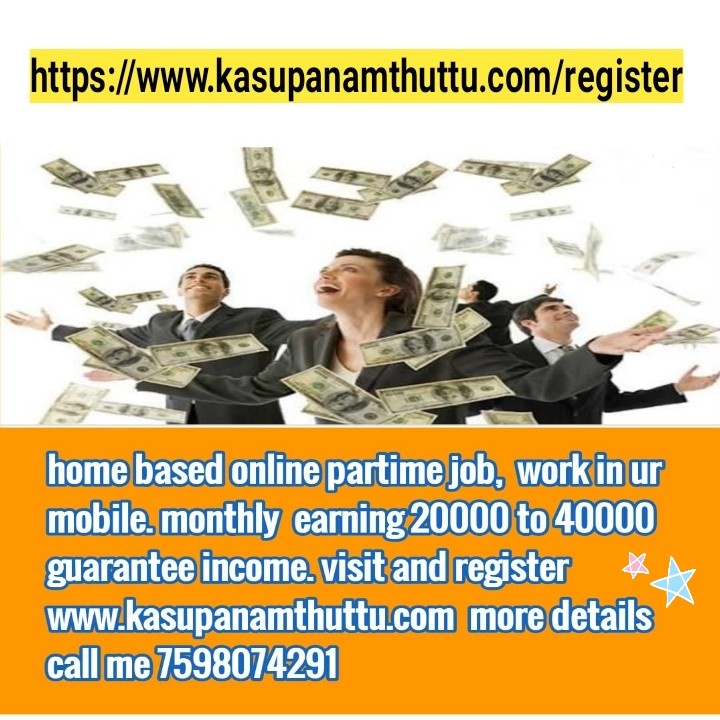 https://www.kasupanamthuttu.com/register
home based online partime job, work in ur
mobile. monthly earning 20000 to 40000
guarantee income. visit and register
www.kasupanamthuttu.com more details
call me 7598074291